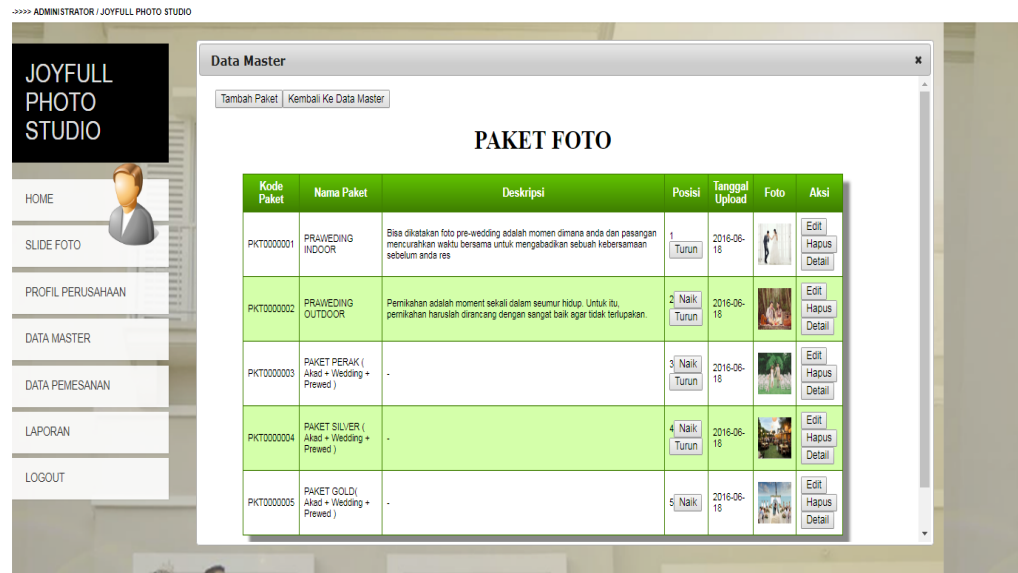 ->>>> ADMINISTRATOR / JOYFULL PHOTO STUDIO
JOYFULL
PHOTO
STUDIO
HOME
SLIDE FOTO
PROFIL PERUSAHAAN
DATA MASTER
DATA PEMESANAN
LAPORAN
LOGOUT
Data Master
Tambah Paket Kembali Ke Data Master
PAKET FOTO
Kode Paket Nama Paket Deskripsi Posisi Tanggal Upload Foto Aksi
PKT0000001
PRAWEDING
INDOOR
Bisa dikatakan foto pre-wedding adalah momen dimana anda dan pasangan
mencurahkan waktu bersama untuk mengabadikan sebuah kebersamaan
sebelum anda res
1
Turun
2016-06-
18
Edit
Hapus
Detail
PKT0000002
PRAWEDING
OUTDOOR
Pernikahan adalah moment sekali dalam seumur hidup. Untuk itu,
pernikahan haruslah dirancang dengan sangat baik agar tidak terlupakan.
2 Naik
Turun
2016-06-
18
Edit
Hapus
Detail
PKT0000003
PAKET PERAK (
Akad + Wedding +
Prewed )
-
3 Naik
Turun
2016-06-
18
Edit
Hapus
Detail
PKT0000004
PAKET SILVER (
Akad + Wedding +
Prewed )
-
4 Naik
Turun
2016-06-
18
Edit
Hapus
Detail
PKT0000005
PAKET GOLD(
Akad + Wedding +
Prewed )
-
5 Naik
2016-06-
18
Edit
Hapus
Detail